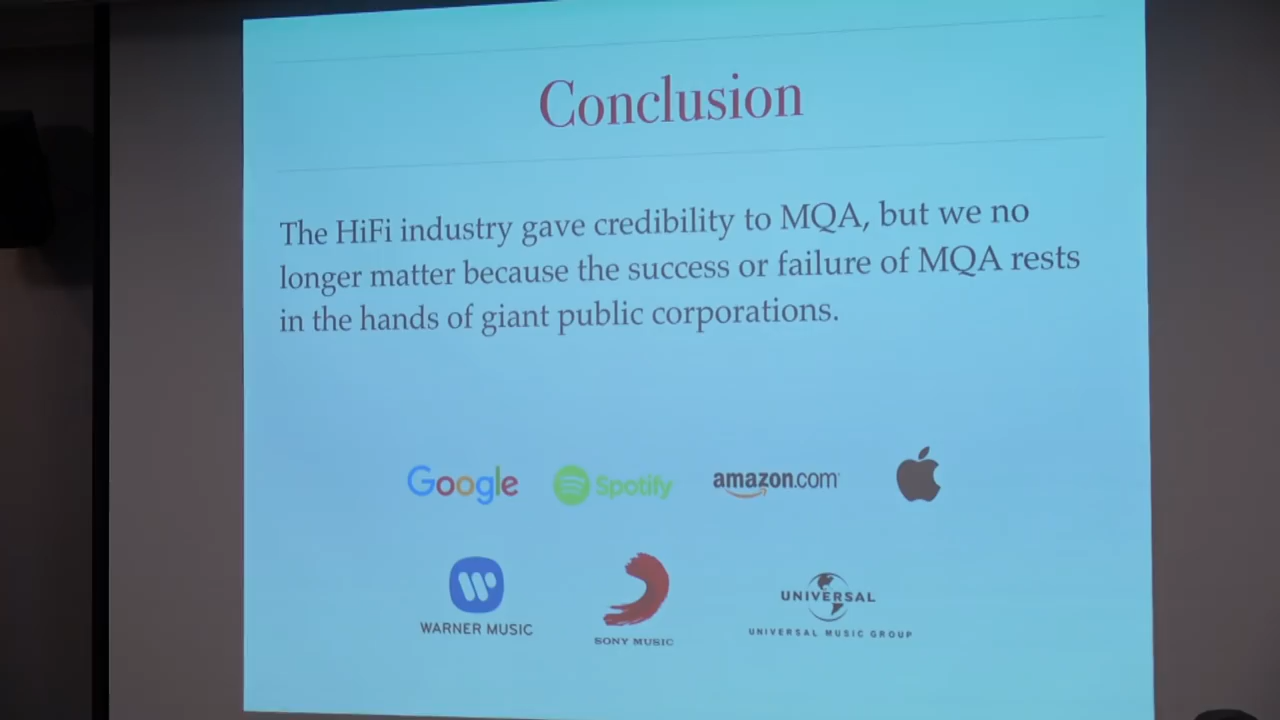 Conclusion
The HiFi industry gave credibility to MQA, but we no
longer matter because the success or failure of MQA rests
in the hands of giant public corporations.
Google Spotify amazon.com
WARNER MUSIC SONY MUSIC UNIVERSAL
UNIVERSAL MUSIC GROUP